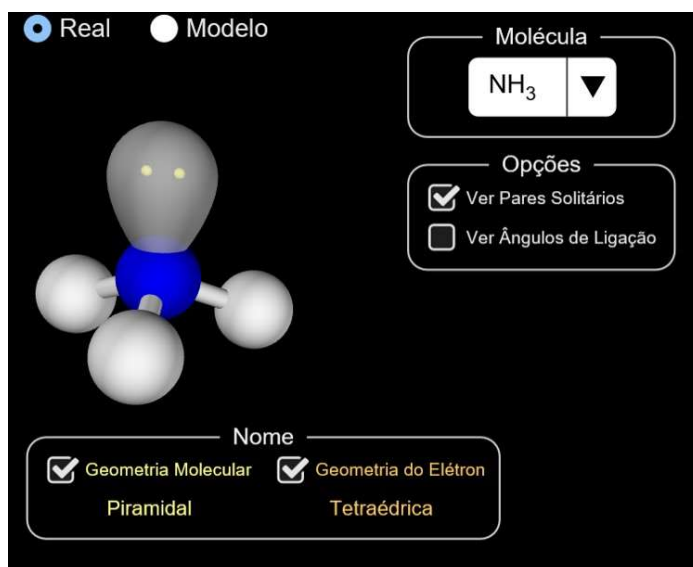 Real
Modelo
Molécula
NH₃
Opções
Ver Pares Solitários
Ver Ângulos de Ligação
Nome
Geometria Molecular
Geometria do Elétron
Piramidal
Tetraédrica